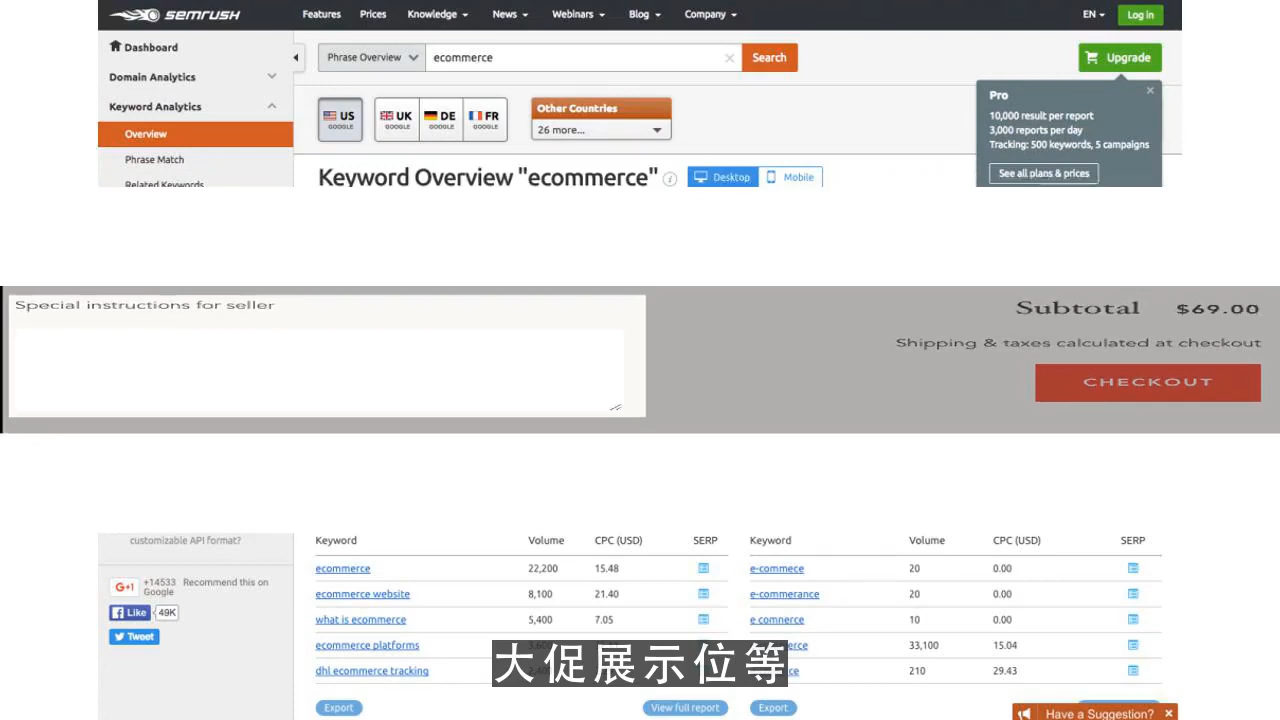 SEMRUSH Features Prices Knowledge News Webinars Blog Company EN Log in
Dashboard
Domain Analytics
Keyword Analytics
Overview
Phrase Match
Related Keywords
Phrase Overview ecommerce Search Upgrade
US GOOGLE UK GOOGLE DE GOOGLE FR GOOGLE
Other Countries
26 more...
Pro
10,000 result per report
3,000 reports per day
Tracking: 500 keywords, 5 campaigns
See all plans & prices
Keyword Overview "ecommerce" Desktop Mobile
Special instructions for seller
Subtotal $69.00
Shipping & taxes calculated at checkout
CHECKOUT
customizable API format?
G+1 +14533 Recommend this on
Google
Like 49K
Tweet
Keyword Volume CPC (USD) SERP
ecommerce 22,200 15.48
ecommerce website 8,100 21.40
what is ecommerce 5,400 7.05
ecommerce platforms
dhl ecommerce tracking
Export View full report
Keyword Volume CPC (USD) SERP
e-commece 20 0.00
e-commerance 20 0.00
e comnerce 10 0.00
33,100 15.04
210 29.43
Export
大促展示位等
Have a Suggestion?